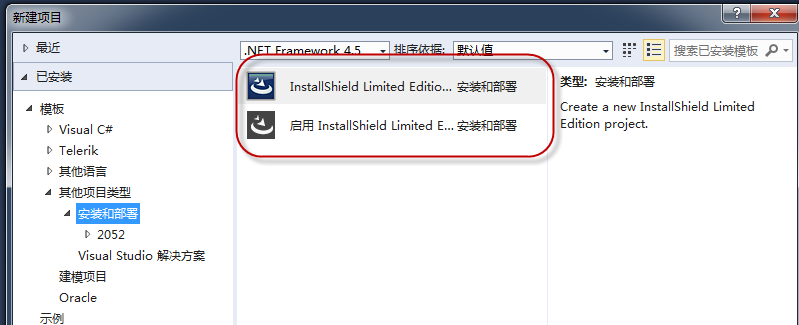 新建项目
最近
已安装
模板
Visual C#
Telerik
其他语言
其他项目类型
安装和部署
2052
Visual Studio 解决方案
建模项目
Oracle
示例
.NET Framework 4.5 排序依据: 默认值
InstallShield Limited Editio... 安装和部署
启用 InstallShield Limited E... 安装和部署
搜索已安装模板
类型: 安装和部署
Create a new InstallShield Limited
Edition project.